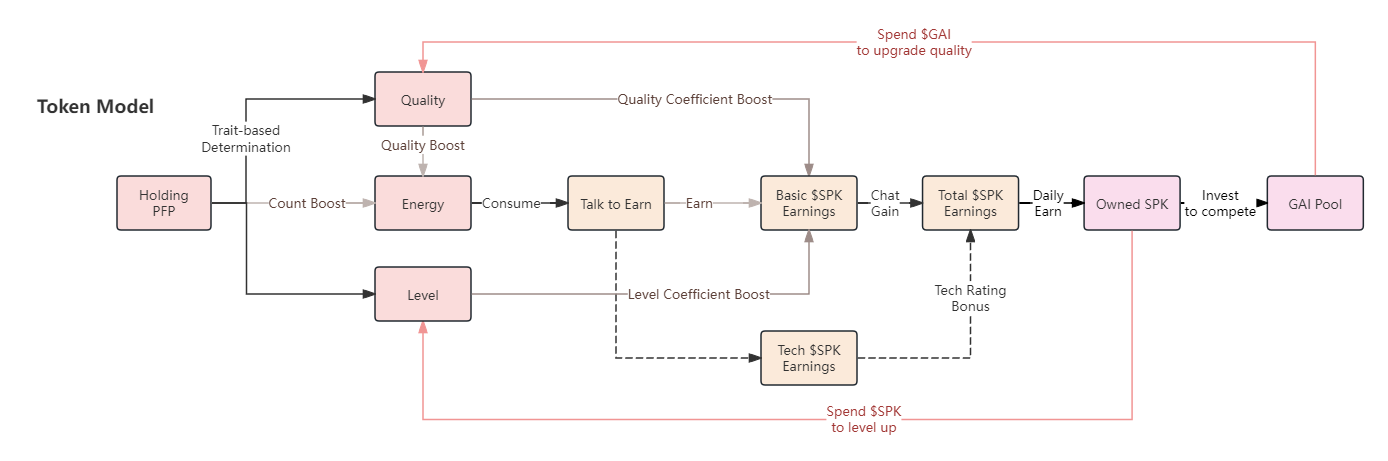 Spend $GAI
to upgrade quality
Token Model
Quality
Quality Coefficient Boost
Trait-based
Determination
Quality Boost
Holding
PFP
Count Boost
Energy
Consume
Talk to Earn
Earn
Basic $SPK
Earnings
Chat
Gain
Total $SPK
Earnings
Daily
Earn
Owned SPK
Invest
to compete
GAI Pool
Level
Level Coefficient Boost
Tech Rating
Bonus
Tech $SPK
Earnings
Spend $SPK
to level up